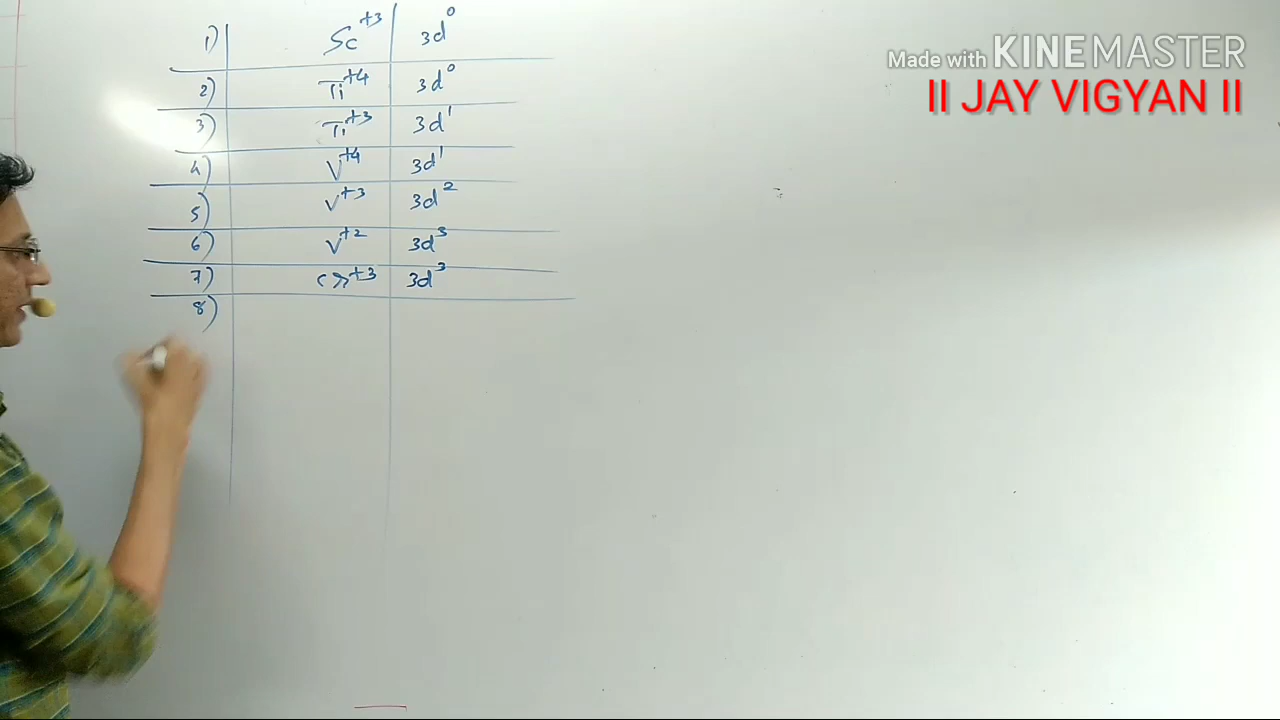 1) Sc⁺³ 3d⁰
Made with KINEMASTER
2) Ti⁺⁴ 3d⁰
II JAY VIGYAN II
3) Ti⁺³ 3d¹
4) V⁺⁴ 3d¹
5) V⁺³ 3d²
6) V⁺² 3d³
7) Cr⁺³ 3d³
8)